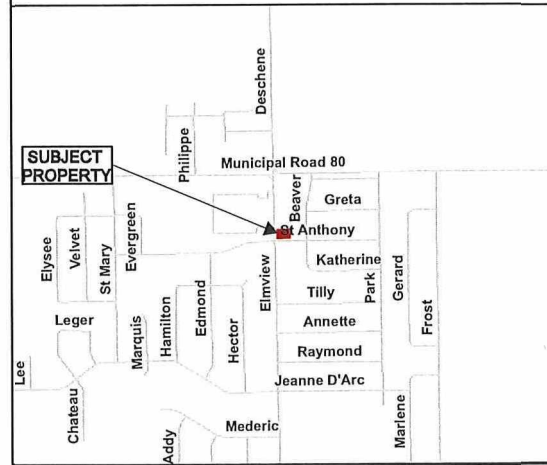 Deschene
Philippe
SUBJECT
PROPERTY
Municipal Road 80
Beaver
Greta
St Anthony
Katherine
Elysee
Velvet
St Mary
Evergreen
Elmview
Tilly
Park
Gerard
Frost
Leger
Marquis
Hamilton
Edmond
Hector
Annette
Raymond
Jeanne D'Arc
Lee
Chateau
Addy
Mederic
Marlene